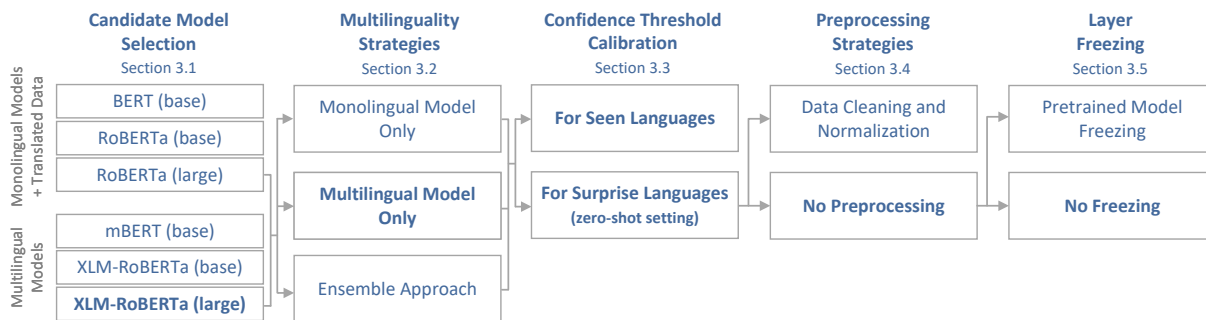 Candidate Model
Selection
Section 3.1
Monolingual Models
+ Translated Data
BERT (base)
RoBERTa (base)
RoBERTa (large)
Multilingual
Models
mBERT (base)
XLM-RoBERTa (base)
XLM-RoBERTa (large)
Multilinguality
Strategies
Section 3.2
Monolingual Model
Only
Multilingual Model
Only
Ensemble Approach
Confidence Threshold
Calibration
Section 3.3
For Seen Languages
For Surprise Languages
(zero-shot setting)
Preprocessing
Strategies
Section 3.4
Data Cleaning and
Normalization
No Preprocessing
Layer
Freezing
Section 3.5
Pretrained Model
Freezing
No Freezing